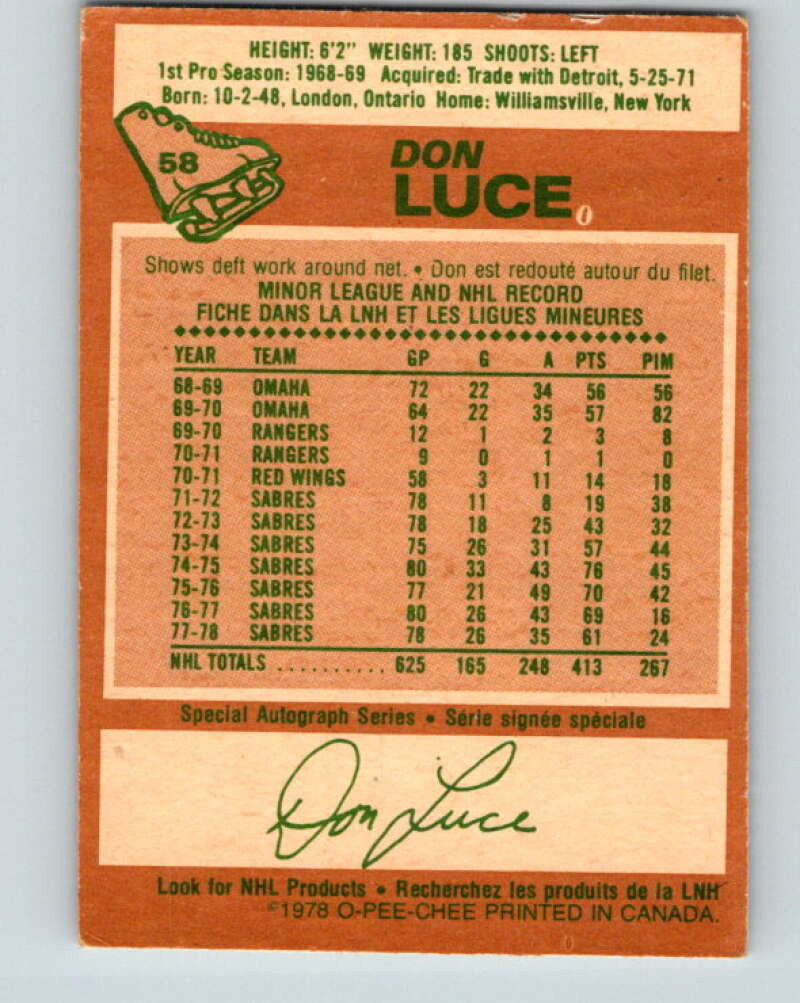 HEIGHT: 6'2" WEIGHT: 185 SHOOTS: LEFT
1st Pro Season: 1968-69 Acquired: Trade with Detroit, 5-25-71
Born: 10-2-48, London, Ontario Home: Williamsville, New York
58
DON
LUCE
Shows deft work around net. • Don est redouté autour du filet.
MINOR LEAGUE AND NHL RECORD
FICHE DANS LA LNH ET LES LIGUES MINEURES
YEAR TEAM GP G A PTS PIM
68-69 OMAHA 72 22 34 56 56
69-70 OMAHA 64 22 35 57 82
69-70 RANGERS 12 1 2 3 8
70-71 RANGERS 9 0 1 1 0
70-71 RED WINGS 58 3 11 14 18
71-72 SABRES 78 11 8 19 38
72-73 SABRES 78 18 25 43 32
73-74 SABRES 75 26 31 57 44
74-75 SABRES 80 33 43 76 45
75-76 SABRES 77 21 49 70 42
76-77 SABRES 80 26 43 69 16
77-78 SABRES 78 26 35 61 24
NHL TOTALS .......... 625 165 248 413 267
Special Autograph Series • Série signée spéciale
Don Luce
Look for NHL Products • Recherchez les produits de la LNH
©1978 O-PEE-CHEE PRINTED IN CANADA.